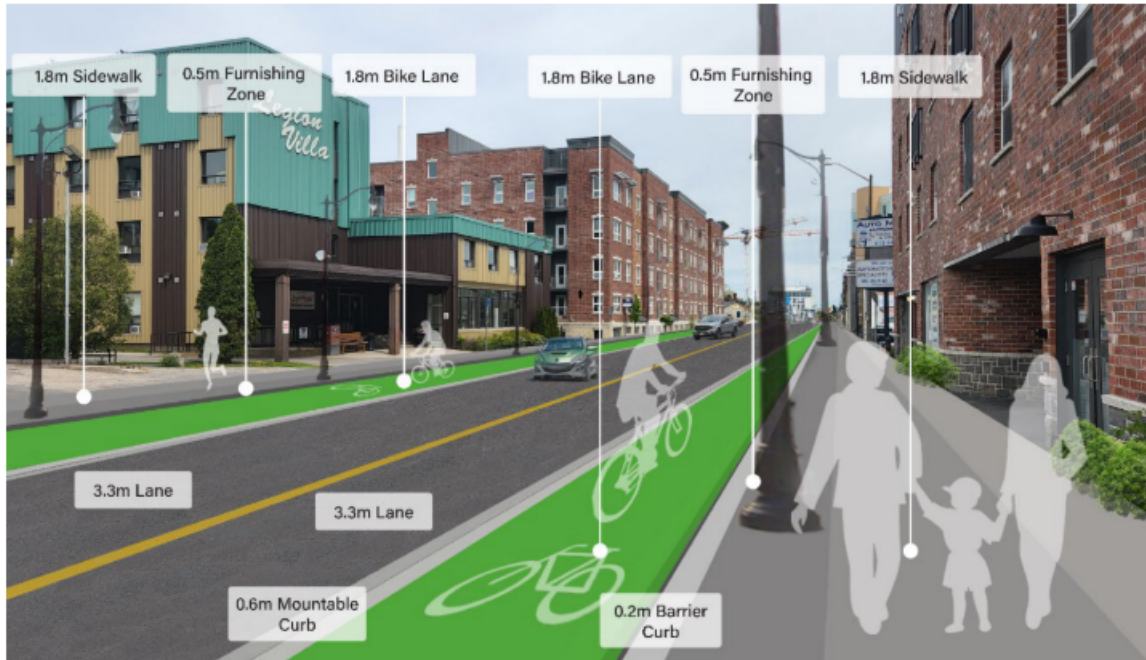 1.8m Sidewalk
0.5m Furnishing
Zone
1.8m Bike Lane
1.8m Bike Lane
0.5m Furnishing
Zone
1.8m Sidewalk
Legion
Villa
3.3m Lane
3.3m Lane
0.6m Mountable
Curb
0.2m Barrier
Curb